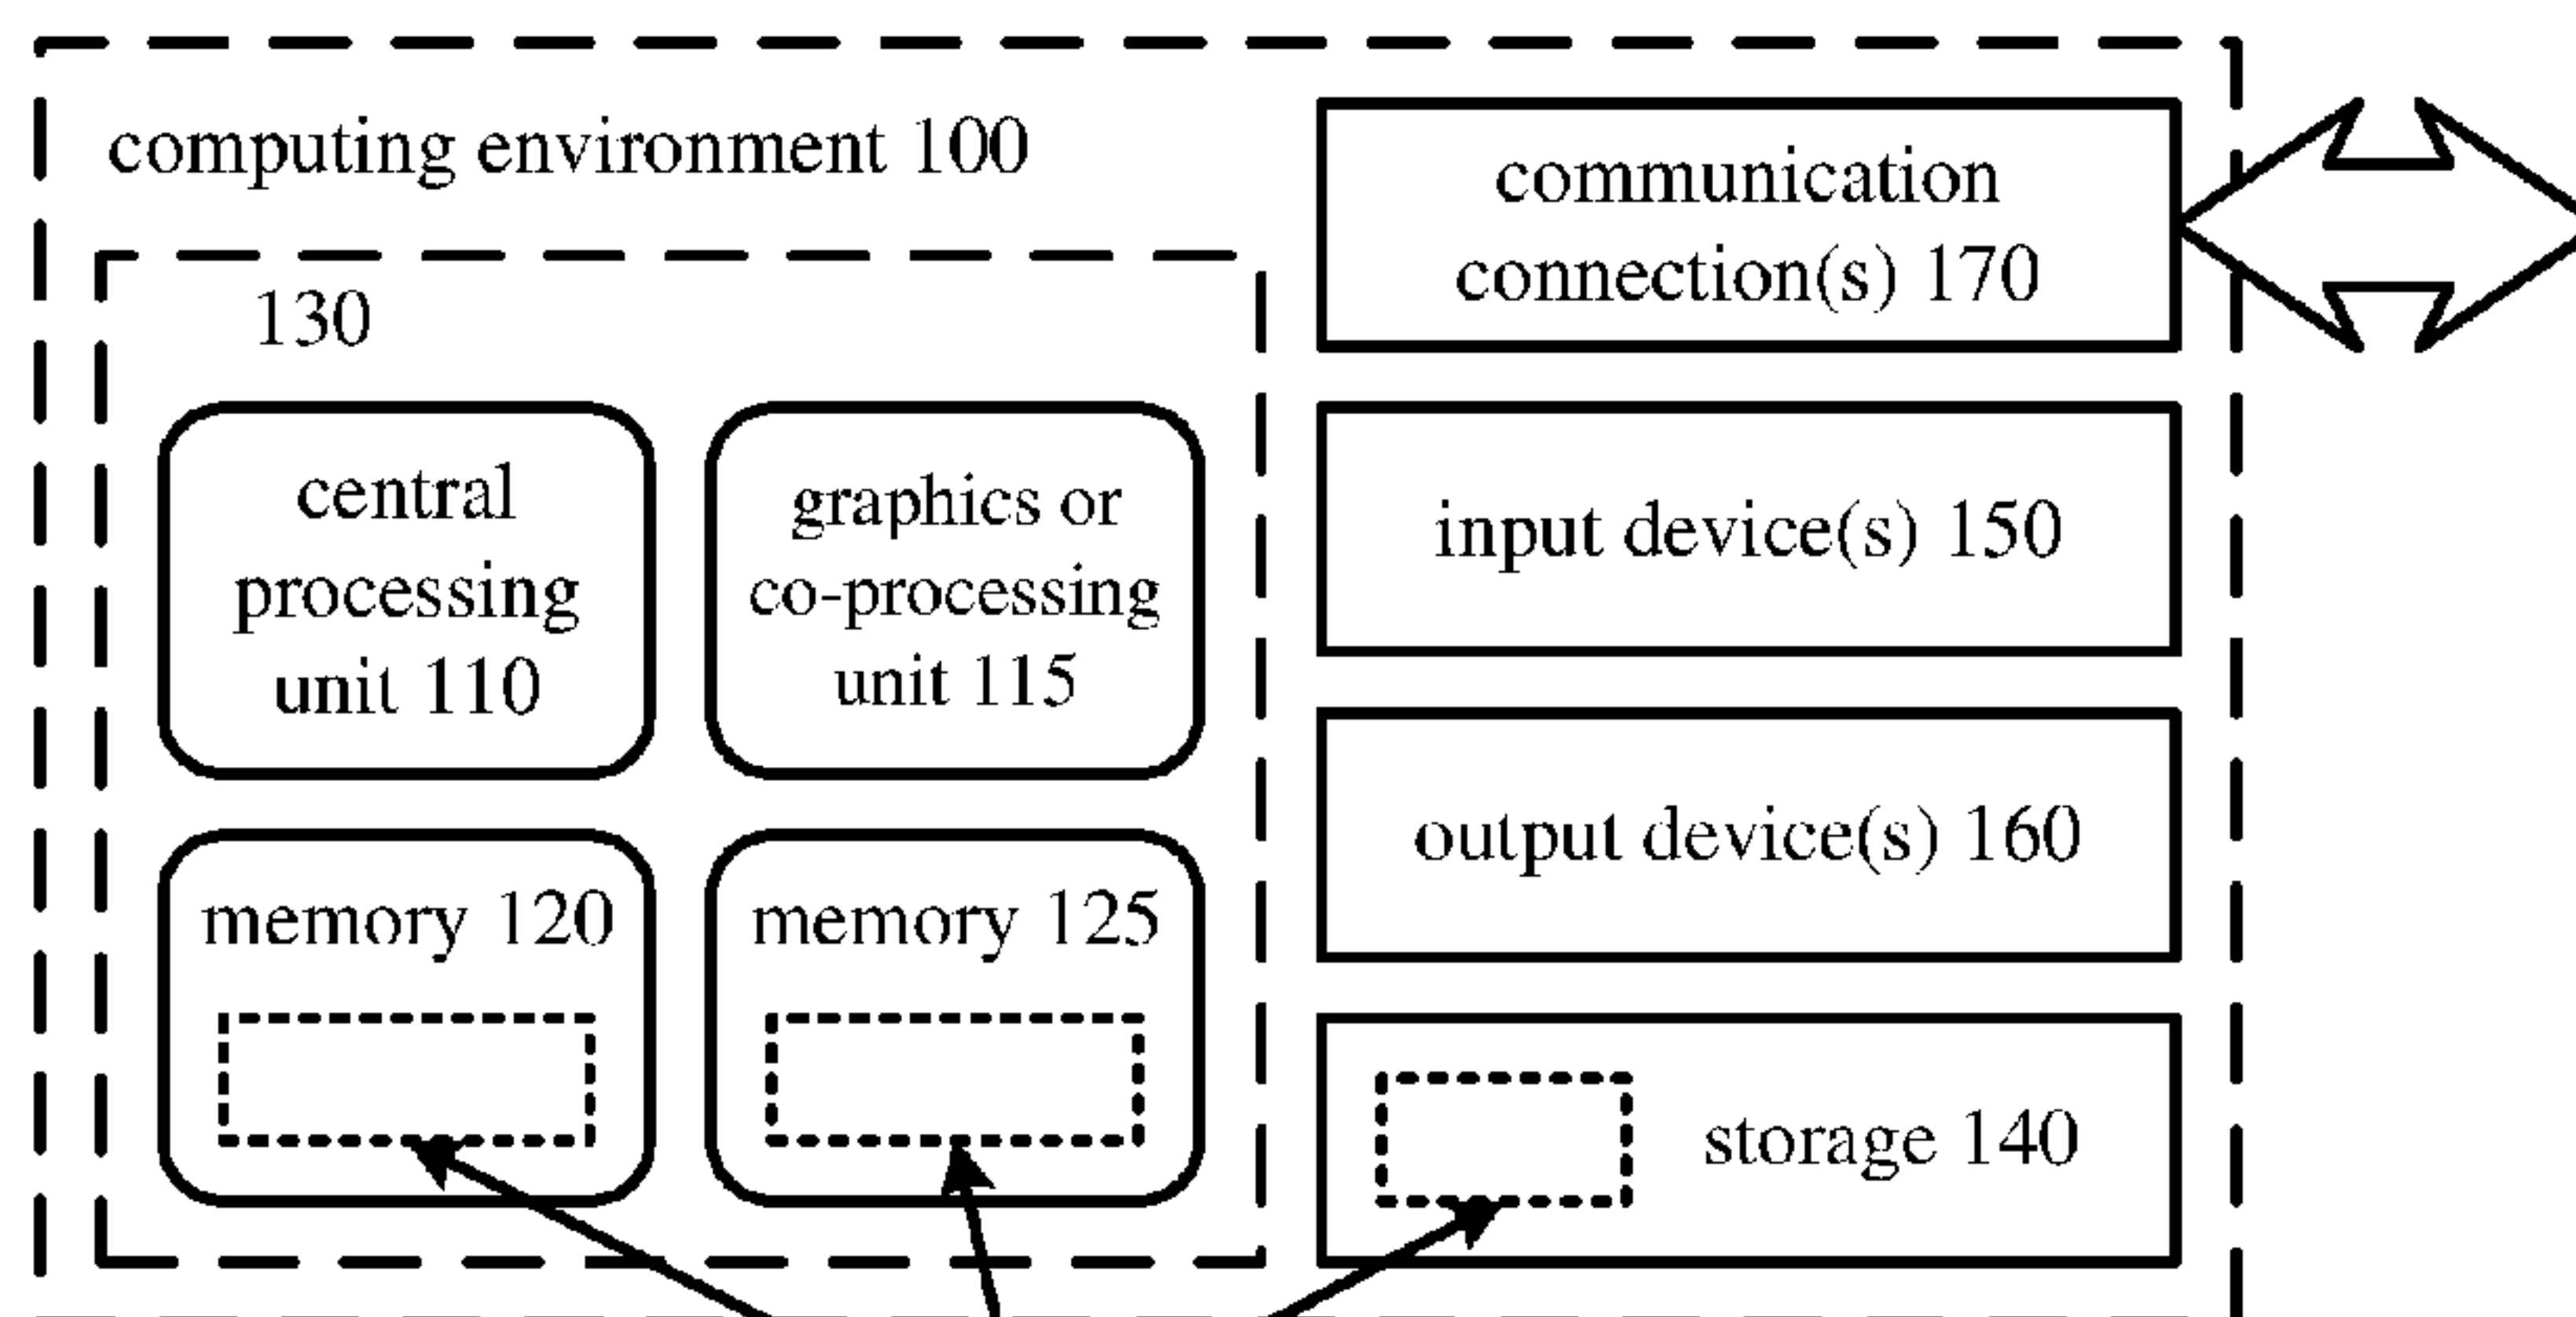 computing environment 100
communication
connection(s) 170
130
central
processing
unit 110
graphics or
co-processing
unit 115
input device(s) 150
output device(s) 160
memory 120
memory 125
storage 140